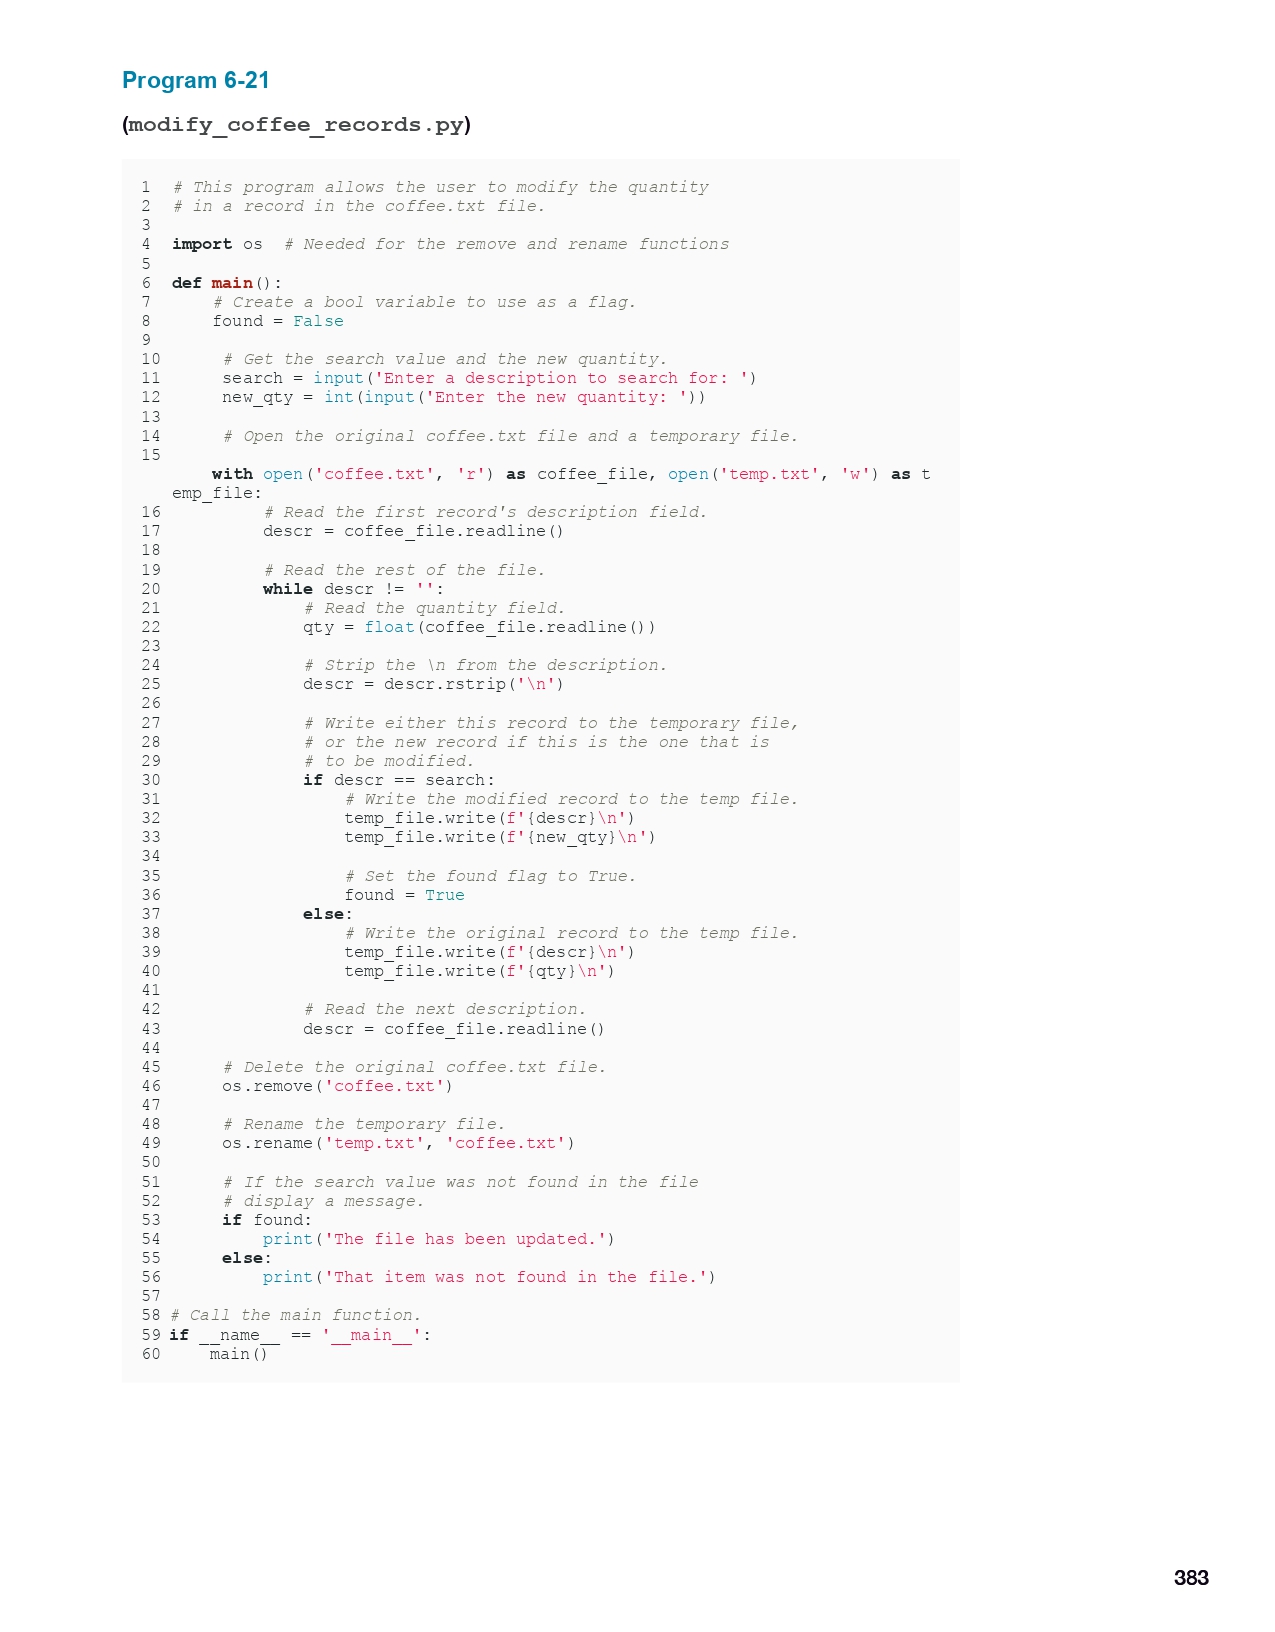 Program 6-21
(modify_coffee_records.py)
1 # This program allows the user to modify the quantity
2 # in a record in the coffee.txt file.
3
4 import os  # Needed for the remove and rename functions
5
6 def main():
7     # Create a bool variable to use as a flag.
8     found = False
9
10     # Get the search value and the new quantity.
11     search = input('Enter a description to search for: ')
12     new_qty = int(input('Enter the new quantity: '))
13
14     # Open the original coffee.txt file and a temporary file.
15
    with open('coffee.txt', 'r') as coffee_file, open('temp.txt', 'w') as t
emp_file:
16         # Read the first record's description field.
17         descr = coffee_file.readline()
18
19         # Read the rest of the file.
20         while descr != '':
21             # Read the quantity field.
22             qty = float(coffee_file.readline())
23
24             # Strip the \n from the description.
25             descr = descr.rstrip('\n')
26
27             # Write either this record to the temporary file,
28             # or the new record if this is the one that is
29             # to be modified.
30             if descr == search:
31                 # Write the modified record to the temp file.
32                 temp_file.write(f'{descr}\n')
33                 temp_file.write(f'{new_qty}\n')
34
35                 # Set the found flag to True.
36                 found = True
37             else:
38                 # Write the original record to the temp file.
39                 temp_file.write(f'{descr}\n')
40                 temp_file.write(f'{qty}\n')
41
42             # Read the next description.
43             descr = coffee_file.readline()
44
45     # Delete the original coffee.txt file.
46     os.remove('coffee.txt')
47
48     # Rename the temporary file.
49     os.rename('temp.txt', 'coffee.txt')
50
51     # If the search value was not found in the file
52     # display a message.
53     if found:
54         print('The file has been updated.')
55     else:
56         print('That item was not found in the file.')
57
58 # Call the main function.
59 if __name__ == '__main__':
60     main()
383